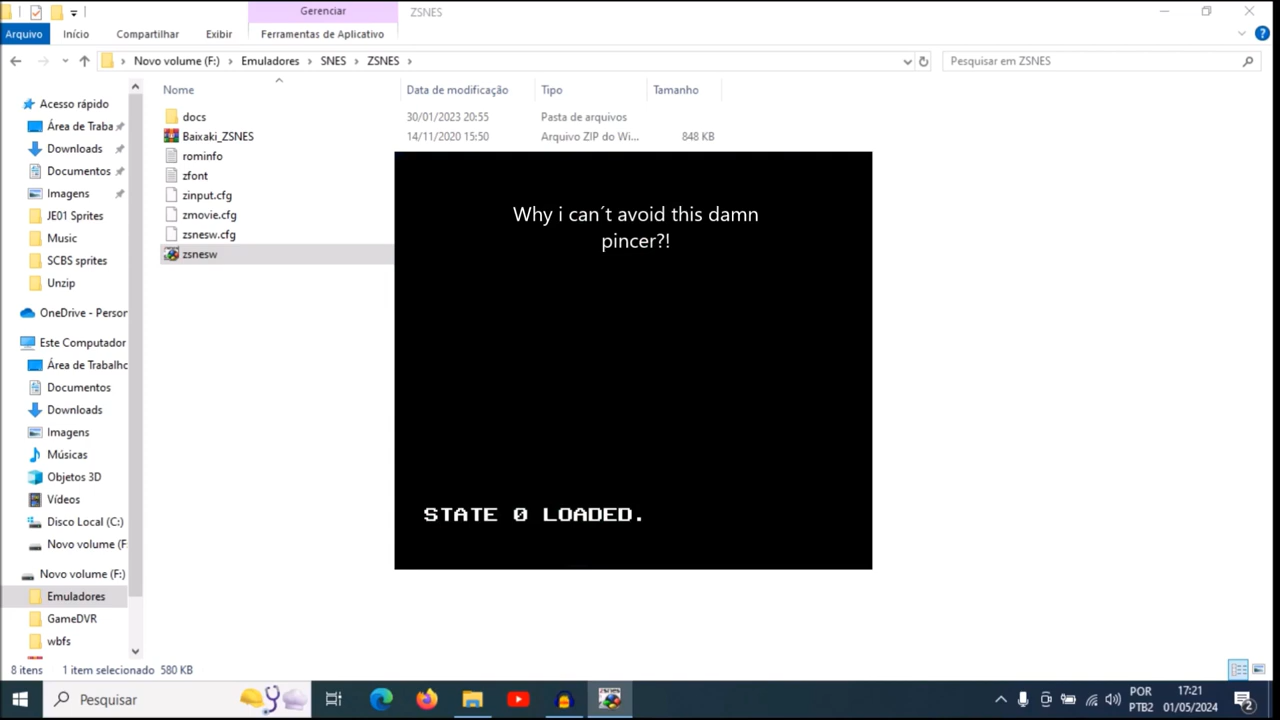 Gerenciar
ZSNES
Arquivo
Início
Compartilhar
Exibir
Ferramentas de Aplicativo
Novo volume (F:) > Emuladores > SNES > ZSNES >
Pesquisar em ZSNES
Nome
Data de modificação
Tipo
Tamanho
docs
30/01/2023 20:55
Pasta de arquivos
Baixaki_ZSNES
14/11/2020 15:50
Arquivo ZIP do Wi...
848 KB
rominfo
zfont
zinput.cfg
zmovie.cfg
zsnesw.cfg
zsnesw
Acesso rápido
Área de Traba
Downloads
Documentos
Imagens
JE01 Sprites
Music
SCBS sprites
Unzip
OneDrive - Person
Este Computador
Área de Trabalho
Documentos
Downloads
Imagens
Músicas
Objetos 3D
Vídeos
Disco Local (C:)
Novo volume (F:
Novo volume (F:)
Emuladores
GameDVR
wbfs
Why i can´t avoid this damn
pincer?!
STATE 0 LOADED.
8 itens
1 item selecionado 580 KB
Pesquisar
POR
PTB2
17:21
01/05/2024
2